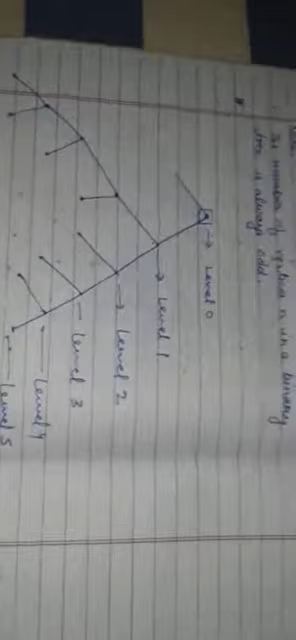 The number of vertices n in a binary
tree is always odd.
→ Level 0
→ Level 1
→ Level 2
Level 3
Level 4
Level 5